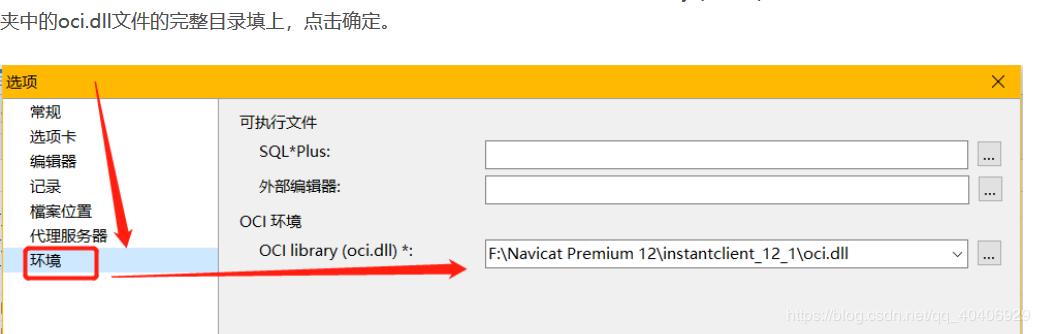 夹中的oci.dll文件的完整目录填上，点击确定。
选项
常规
选项卡
编辑器
记录
檔案位置
代理服务器
环境
可执行文件
SQL*Plus:
...
外部编辑器:
...
OCI 环境
OCI library (oci.dll) *:
F:\Navicat Premium 12\instantclient_12_1\oci.dll
...
https://blog.csdn.net/qq_40406929